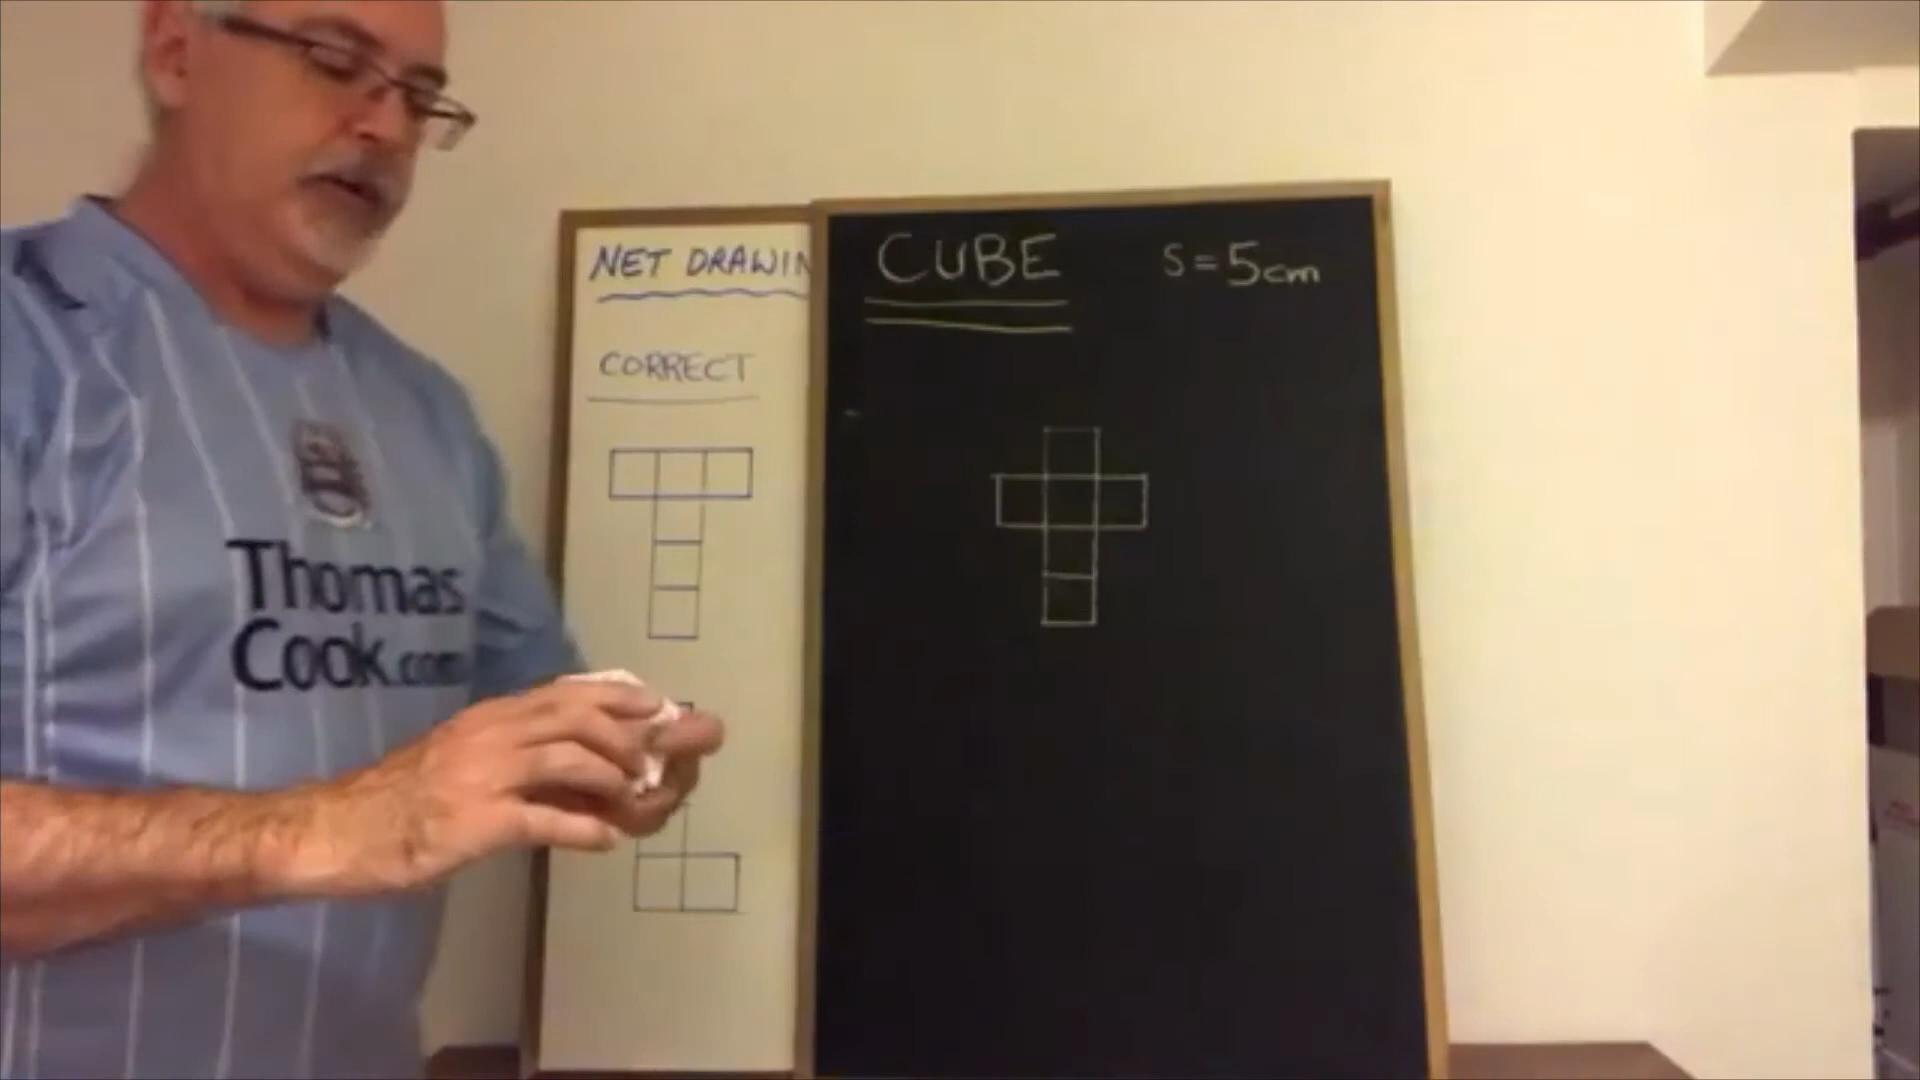 NET DRAWIN
CORRECT
CUBE
S = 5cm
Thomas
Cook.com